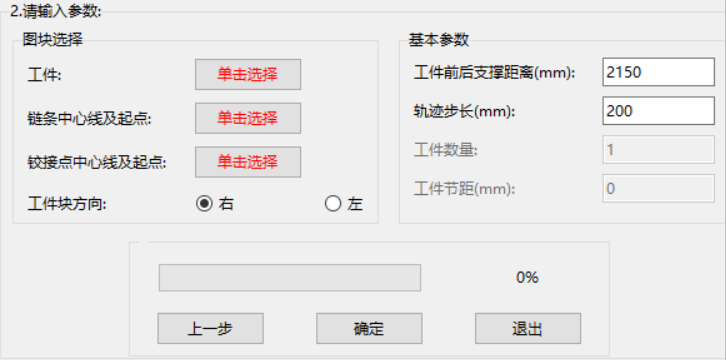 2.请输入参数:
图块选择
工件: 单击选择
链条中心线及起点: 单击选择
铰接点中心线及起点: 单击选择
工件块方向: 右 左
基本参数
工件前后支撑距离(mm): 2150
轨迹步长(mm): 200
工件数量: 1
工件节距(mm): 0
0%
上一步 确定 退出